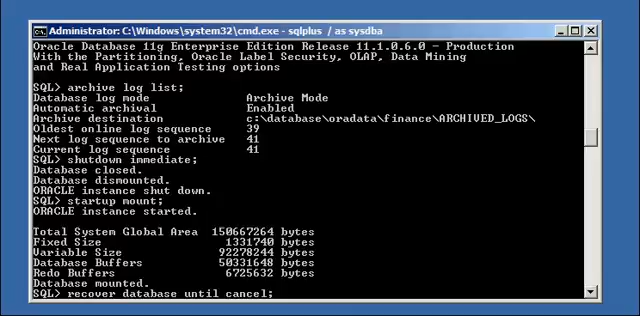 Administrator: C:\Windows\system32\cmd.exe - sqlplus / as sysdba
Oracle Database 11g Enterprise Edition Release 11.1.0.6.0 - Production
With the Partitioning, Oracle Label Security, OLAP, Data Mining
and Real Application Testing options
SQL> archive log list;
Database log mode Archive Mode
Automatic archival Enabled
Archive destination c:\database\oradata\finance\ARCHIVED_LOGS\
Oldest online log sequence 39
Next log sequence to archive 41
Current log sequence 41
SQL> shutdown immediate;
Database closed.
Database dismounted.
ORACLE instance shut down.
SQL> startup mount;
ORACLE instance started.
Total System Global Area 150667264 bytes
Fixed Size 1331740 bytes
Variable Size 92278244 bytes
Database Buffers 50331648 bytes
Redo Buffers 6725632 bytes
Database mounted.
SQL> recover database until cancel;